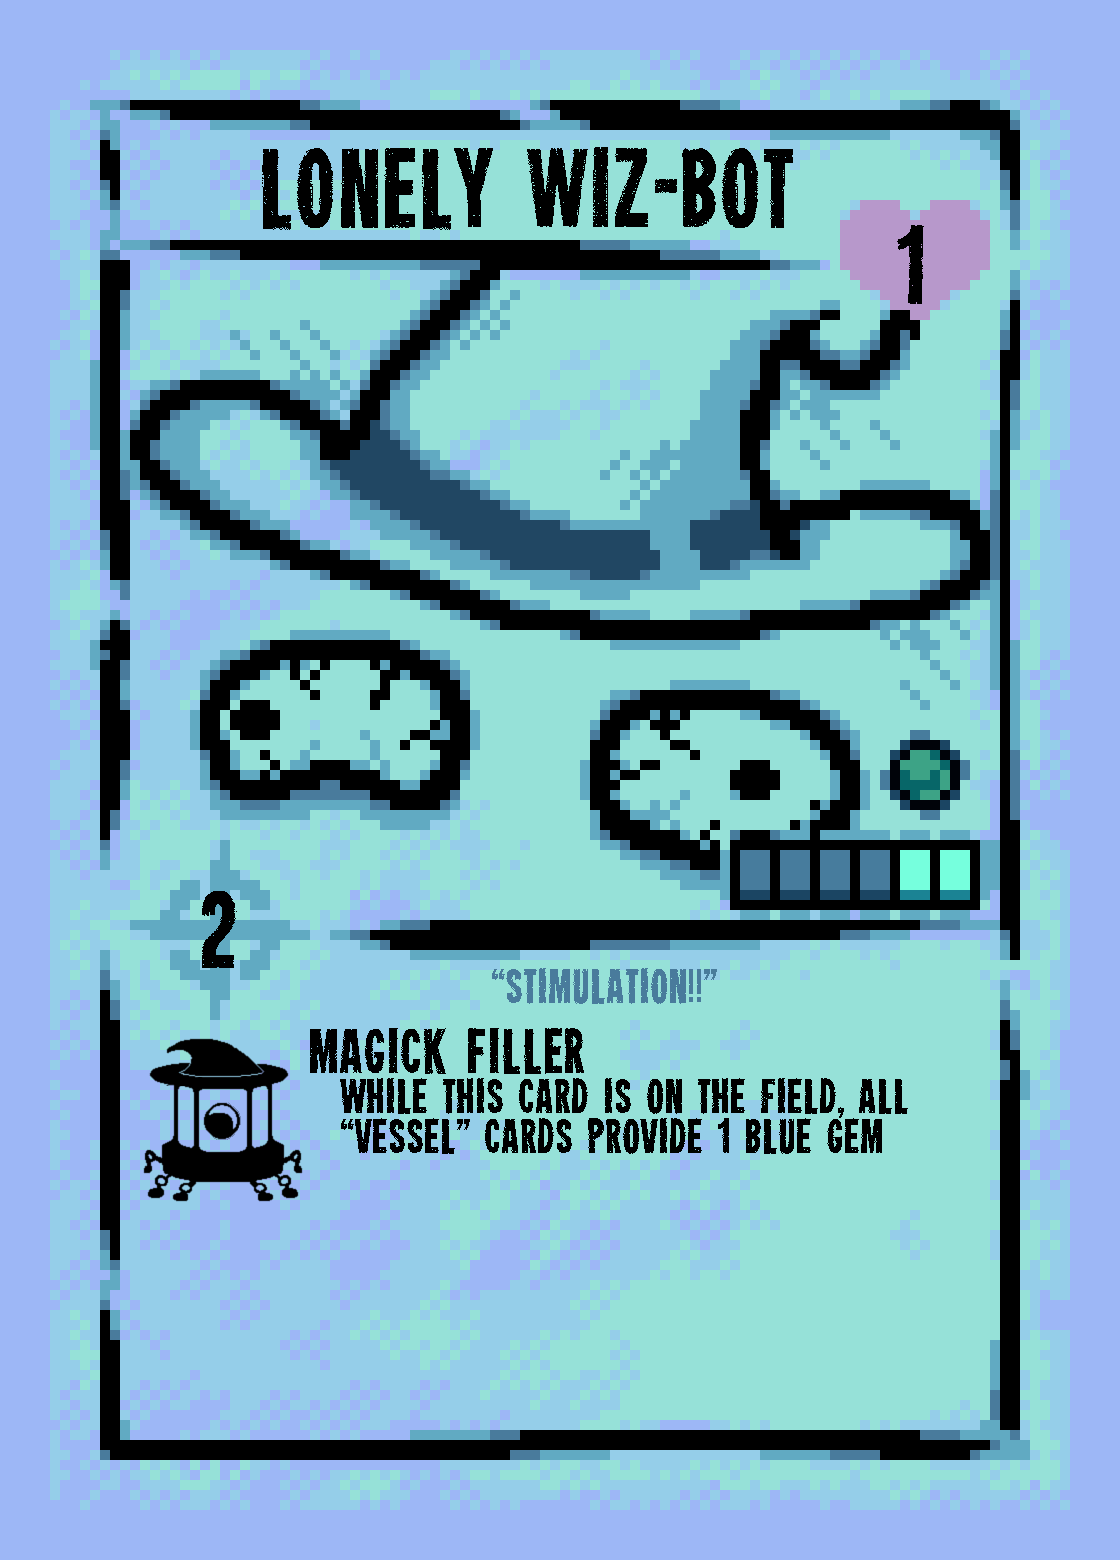 LONELY WIZ-BOT
1
2
“STIMULATION!!”
MAGICK FILLER
WHILE THIS CARD IS ON THE FIELD, ALL
“VESSEL” CARDS PROVIDE 1 BLUE GEM